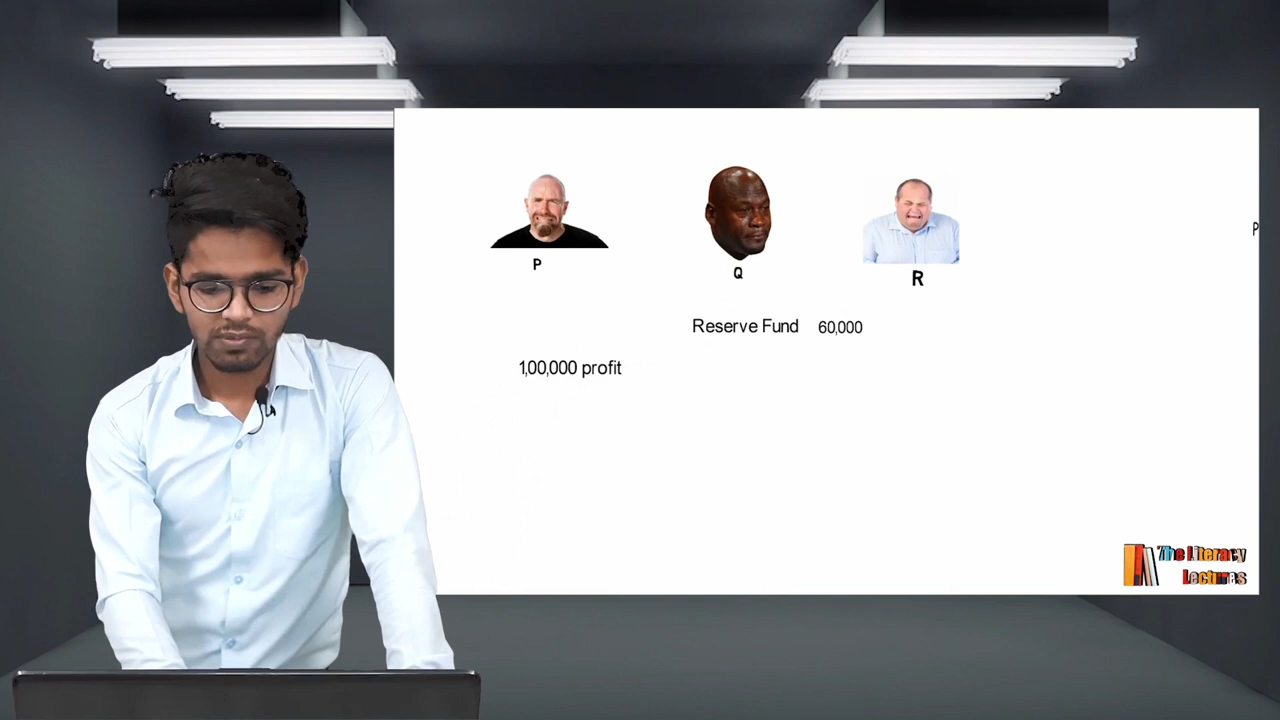 P
Q
R
P
Reserve Fund 60,000
1,00,000 profit
The Literacy
Lectures